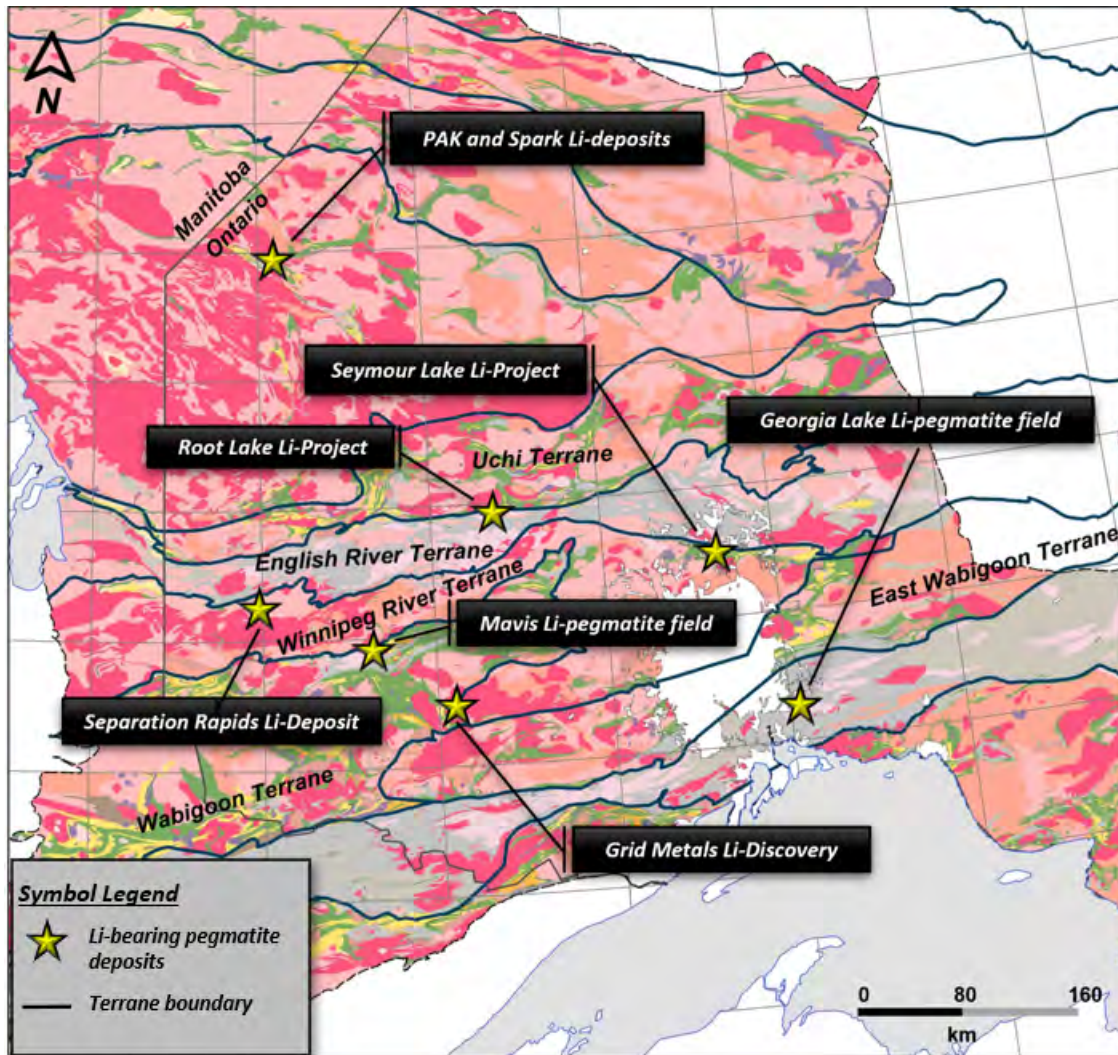 N
PAK and Spark Li-deposits
Manitoba
Ontario
Seymour Lake Li-Project
Georgia Lake Li-pegmatite field
Root Lake Li-Project
Uchi Terrane
English River Terrane
East Wabigoon Terrane
Winnipeg River Terrane
Mavis Li-pegmatite field
Separation Rapids Li-Deposit
Wabigoon Terrane
Grid Metals Li-Discovery
Symbol Legend
Li-bearing pegmatite
deposits
Terrane boundary
0 80 160
km